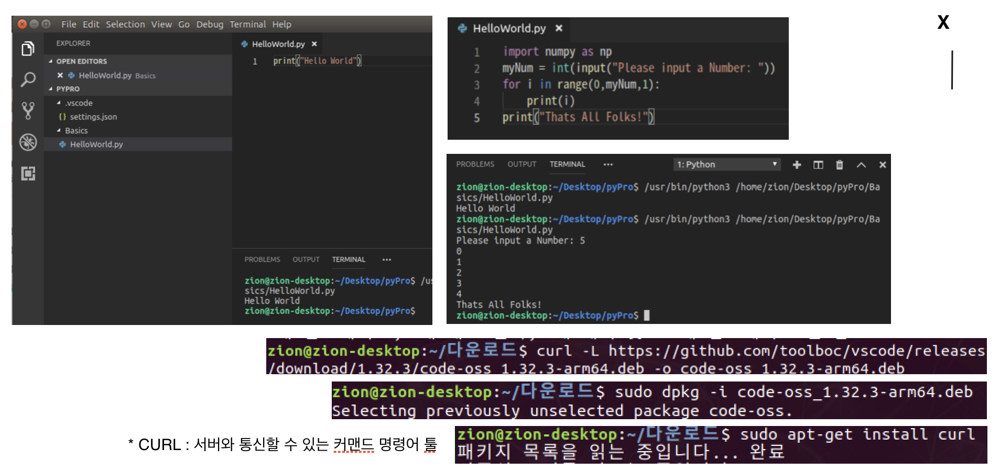 File Edit Selection View Go Debug Terminal Help
EXPLORER
OPEN EDITORS
HelloWorld.py Basics
PYPRO
.vscode
{} settings.json
Basics
HelloWorld.py
HelloWorld.py
1 print("Hello World")
PROBLEMS OUTPUT TERMINAL ...
zion@zion-desktop:~/Desktop/pyPro$ /us
sics/HelloWorld.py
Hello World
zion@zion-desktop:~/Desktop/pyPro$
HelloWorld.py
1 import numpy as np
2 myNum = int(input("Please input a Number: "))
3 for i in range(0,myNum,1):
4 print(i)
5 print("Thats All Folks!")
X
PROBLEMS OUTPUT TERMINAL ... 1: Python
zion@zion-desktop:~/Desktop/pyPro$ /usr/bin/python3 /home/zion/Desktop/pyPro/Ba
sics/HelloWorld.py
Hello World
zion@zion-desktop:~/Desktop/pyPro$ /usr/bin/python3 /home/zion/Desktop/pyPro/Ba
sics/HelloWorld.py
Please input a Number: 5
0
1
2
3
4
Thats All Folks!
zion@zion-desktop:~/Desktop/pyPro$
zion@zion-desktop:~/다운로드$ curl -L https://github.com/toolboc/vscode/releases
/download/1.32.3/code-oss_1.32.3-arm64.deb -o code-oss_1.32.3-arm64.deb
zion@zion-desktop:~/다운로드$ sudo dpkg -i code-oss_1.32.3-arm64.deb
Selecting previously unselected package code-oss.
* CURL : 서버와 통신할 수 있는 커맨드 명령어 툴
zion@zion-desktop:~/다운로드$ sudo apt-get install curl
패키지 목록을 읽는 중입니다... 완료